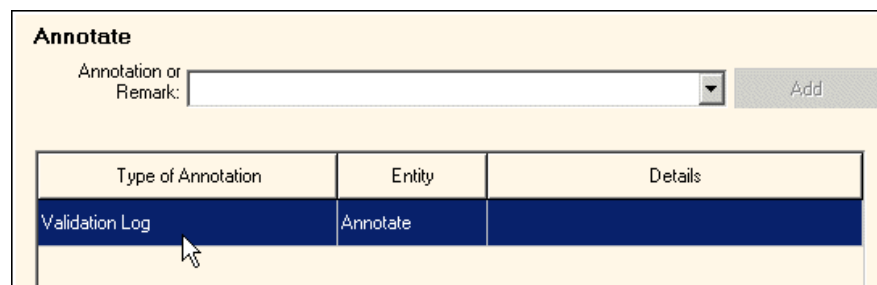 Annotate
Annotation or
Remark:
Add
Type of Annotation Entity Details
Validation Log Annotate